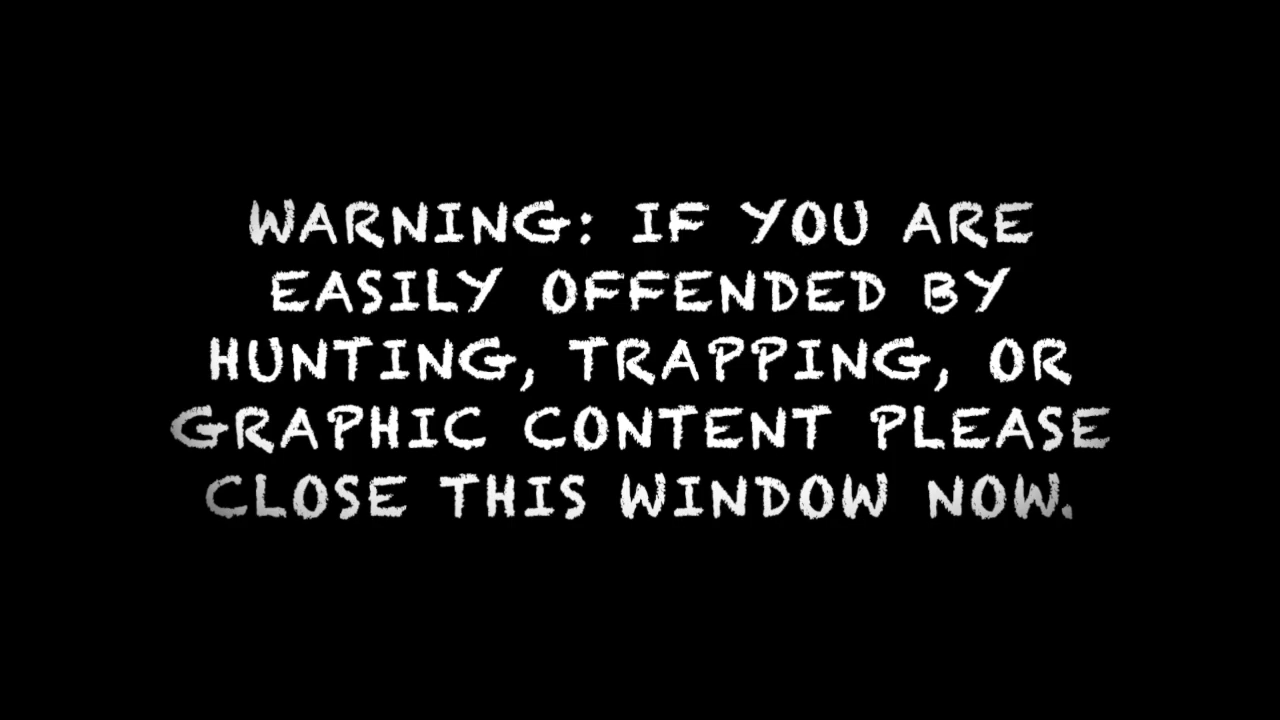 WARNING: IF YOU ARE
EASILY OFFENDED BY
HUNTING, TRAPPING, OR
GRAPHIC CONTENT PLEASE
CLOSE THIS WINDOW NOW.